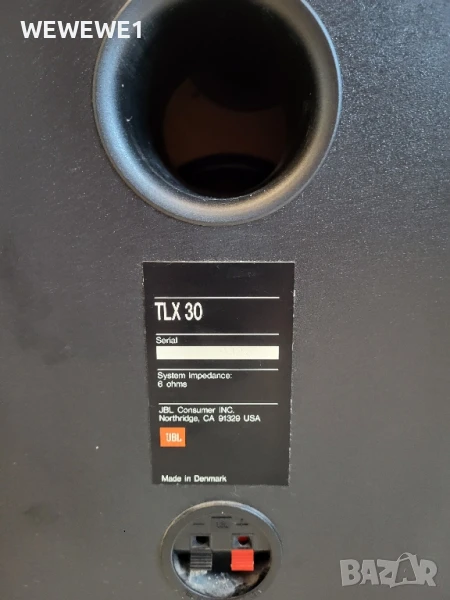 WEWEWE1
TLX 30
Serial
System Impedance:
6 ohms
JBL Consumer INC.
Northridge, CA 91329 USA
JBL
Made in Denmark
BAZAR